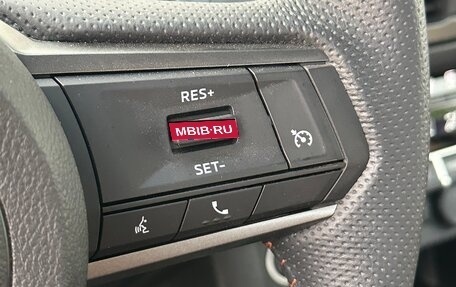 RES+
MBIB·RU
SET-